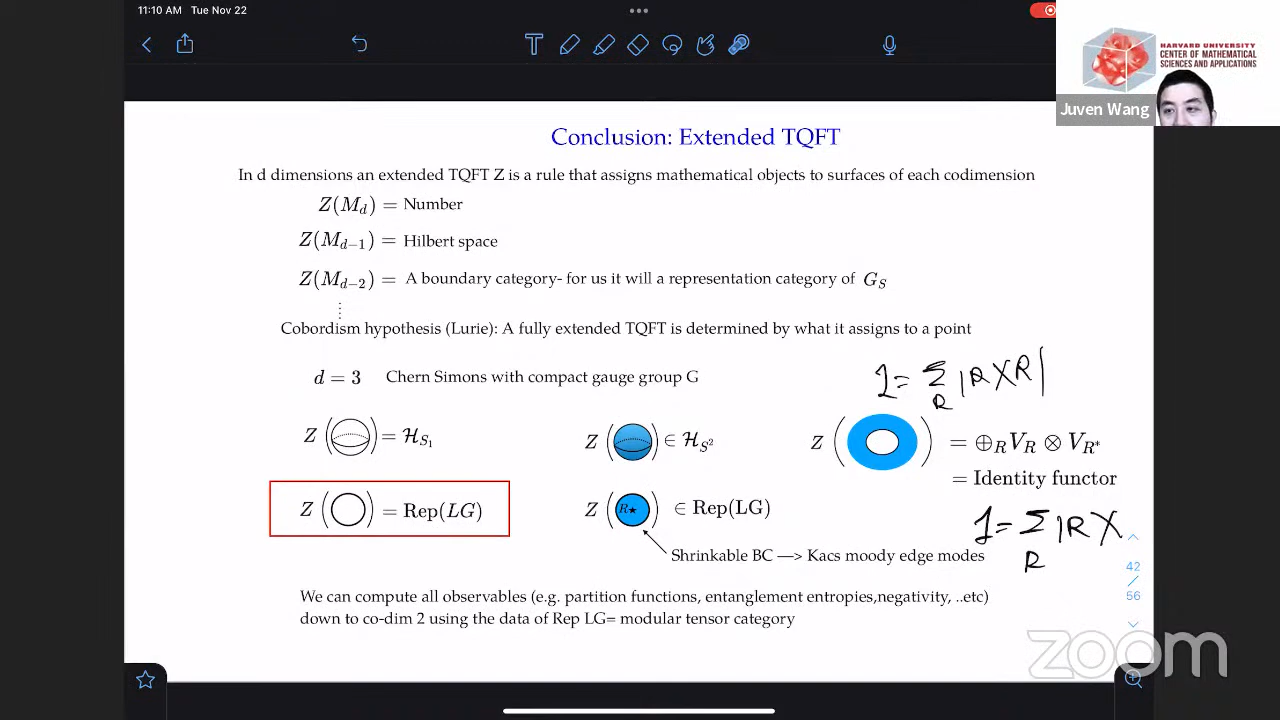 11:10 AM Tue Nov 22
HARVARD UNIVERSITY
CENTER OF MATHEMATICAL
SCIENCES AND APPLICATIONS
Juven Wang
Conclusion: Extended TQFT
In d dimensions an extended TQFT Z is a rule that assigns mathematical objects to surfaces of each codimension
Z(M_d) = Number
Z(M_{d-1}) = Hilbert space
Z(M_{d-2}) = A boundary category- for us it will a representation category of G_S
⋮
Cobordism hypothesis (Lurie): A fully extended TQFT is determined by what it assigns to a point
d = 3 Chern Simons with compact gauge group G
1 = Σ_R |R X R|
Z ( ) = ℋ_{S_1}
Z ( ) ∈ ℋ_{S^2}
Z ( ) = ⊕_R V_R ⊗ V_{R*}
= Identity functor
Z ( ) = Rep(LG)
Z ( R★ ) ∈ Rep(LG)
1 = Σ_R |R X
Shrinkable BC —> Kacs moody edge modes
We can compute all observables (e.g. partition functions, entanglement entropies,negativity, ..etc)
down to co-dim 2 using the data of Rep LG= modular tensor category
42
/
56
zoom